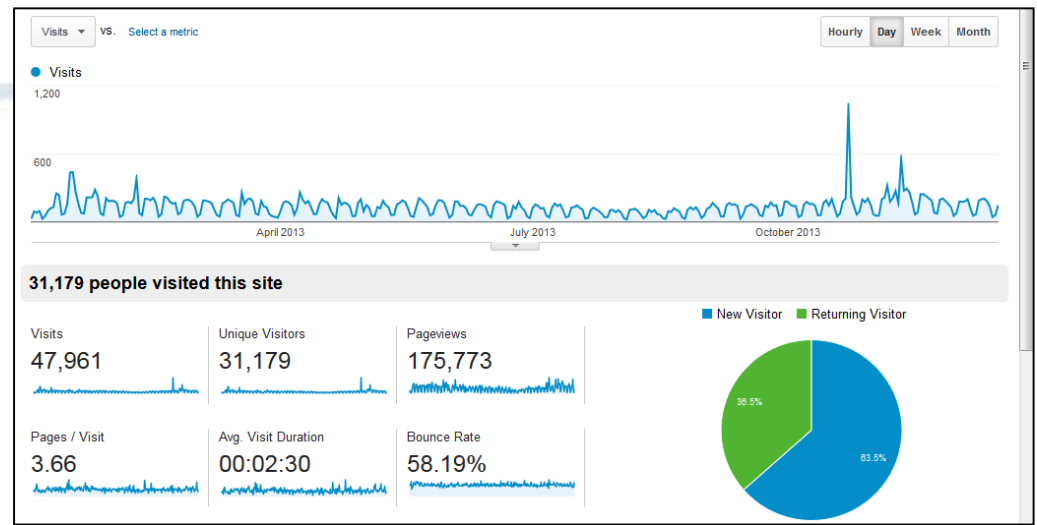 Visits VS. Select a metric Hourly Day Week Month
Visits
1,200
600
April 2013 July 2013 October 2013
31,179 people visited this site
New Visitor Returning Visitor
Visits Unique Visitors Pageviews
47,961 31,179 175,773
36.5%
63.5%
Pages / Visit Avg. Visit Duration Bounce Rate
3.66 00:02:30 58.19%